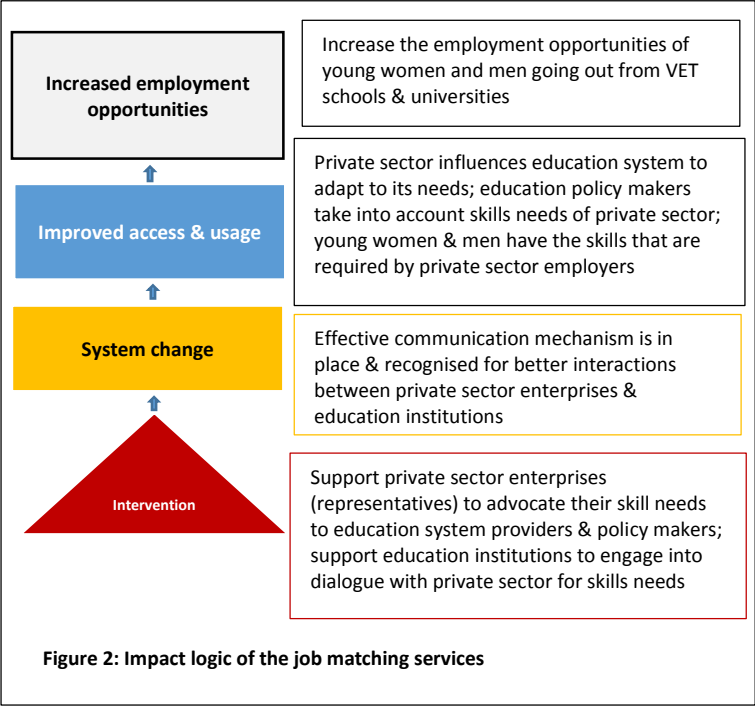 Increased employment
opportunities
Increase the employment opportunities of
young women and men going out from VET
schools & universities
Improved access & usage
Private sector influences education system to
adapt to its needs; education policy makers
take into account skills needs of private sector;
young women & men have the skills that are
required by private sector employers
System change
Effective communication mechanism is in
place & recognised for better interactions
between private sector enterprises &
education institutions
Intervention
Support private sector enterprises
(representatives) to advocate their skill needs
to education system providers & policy makers;
support education institutions to engage into
dialogue with private sector for skills needs
Figure 2: Impact logic of the job matching services